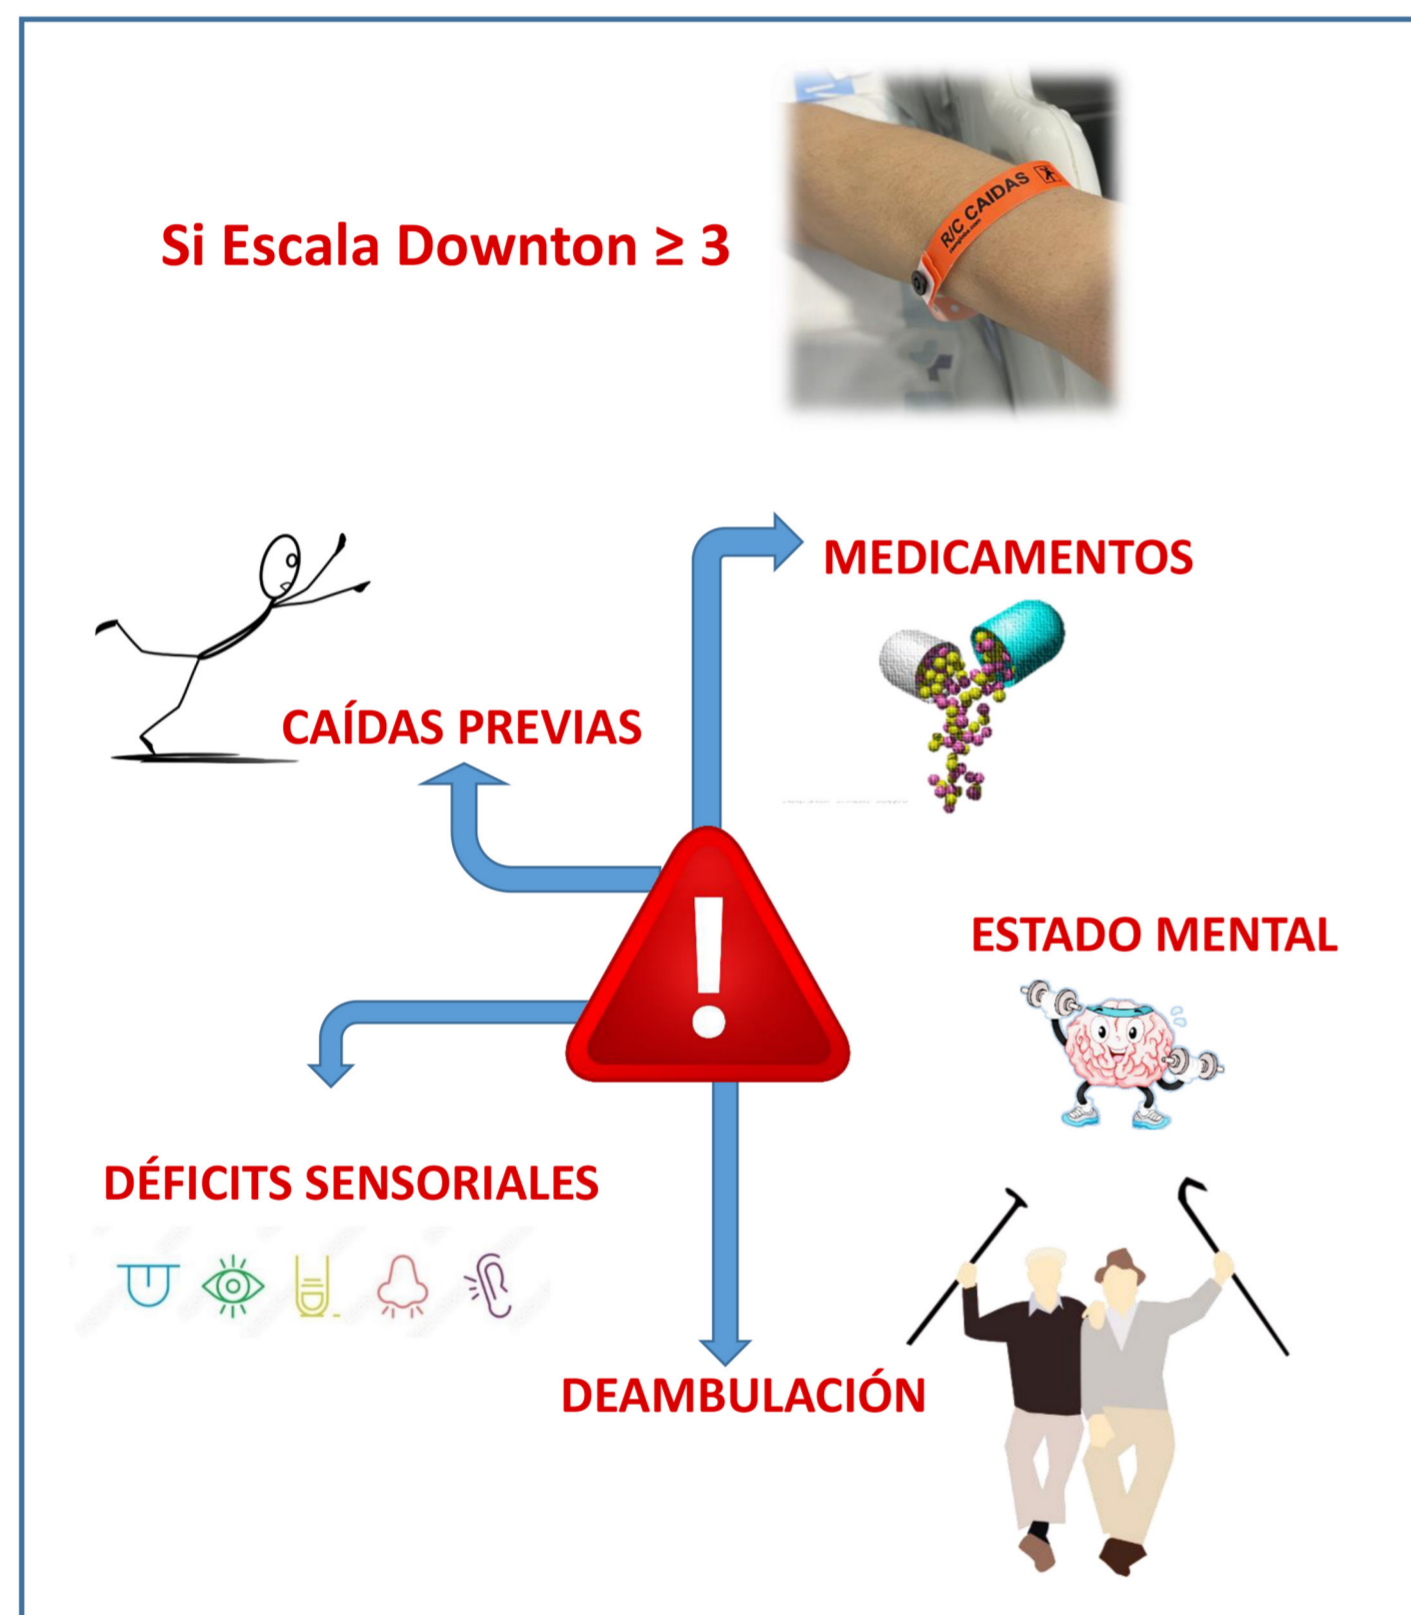 Si Escala Downton ≥ 3
R/C CAIDAS
MEDICAMENTOS
CAÍDAS PREVIAS
ESTADO MENTAL
DÉFICITS SENSORIALES
DEAMBULACIÓN